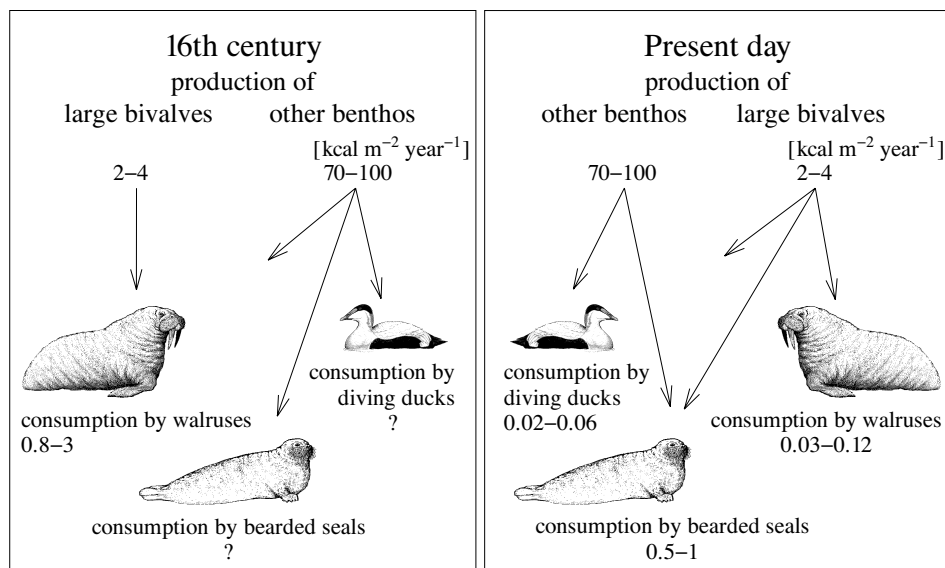 16th century
production of
large bivalves other benthos
[kcal m⁻² year⁻¹]
2–4 70–100
consumption by
diving ducks
?
consumption by walruses
0.8–3
consumption by bearded seals
?
Present day
production of
other benthos large bivalves
[kcal m⁻² year⁻¹]
70–100 2–4
consumption by
diving ducks
0.02–0.06
consumption by walruses
0.03–0.12
consumption by bearded seals
0.5–1